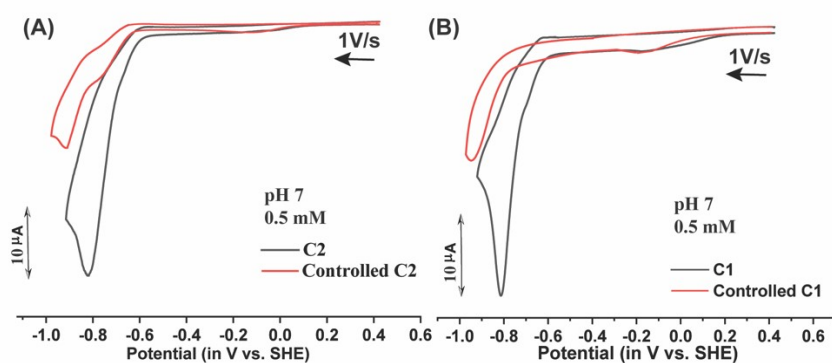 (A)
1V/s
pH 7
0.5 mM
10 µA
C2
Controlled C2
-1.0 -0.8 -0.6 -0.4 -0.2 0.0 0.2 0.4 0.6
Potential (in V vs. SHE)
(B)
1V/s
pH 7
0.5 mM
10 µA
C1
Controlled C1
-1.0 -0.8 -0.6 -0.4 -0.2 0.0 0.2 0.4 0.6
Potential (in V vs. SHE)